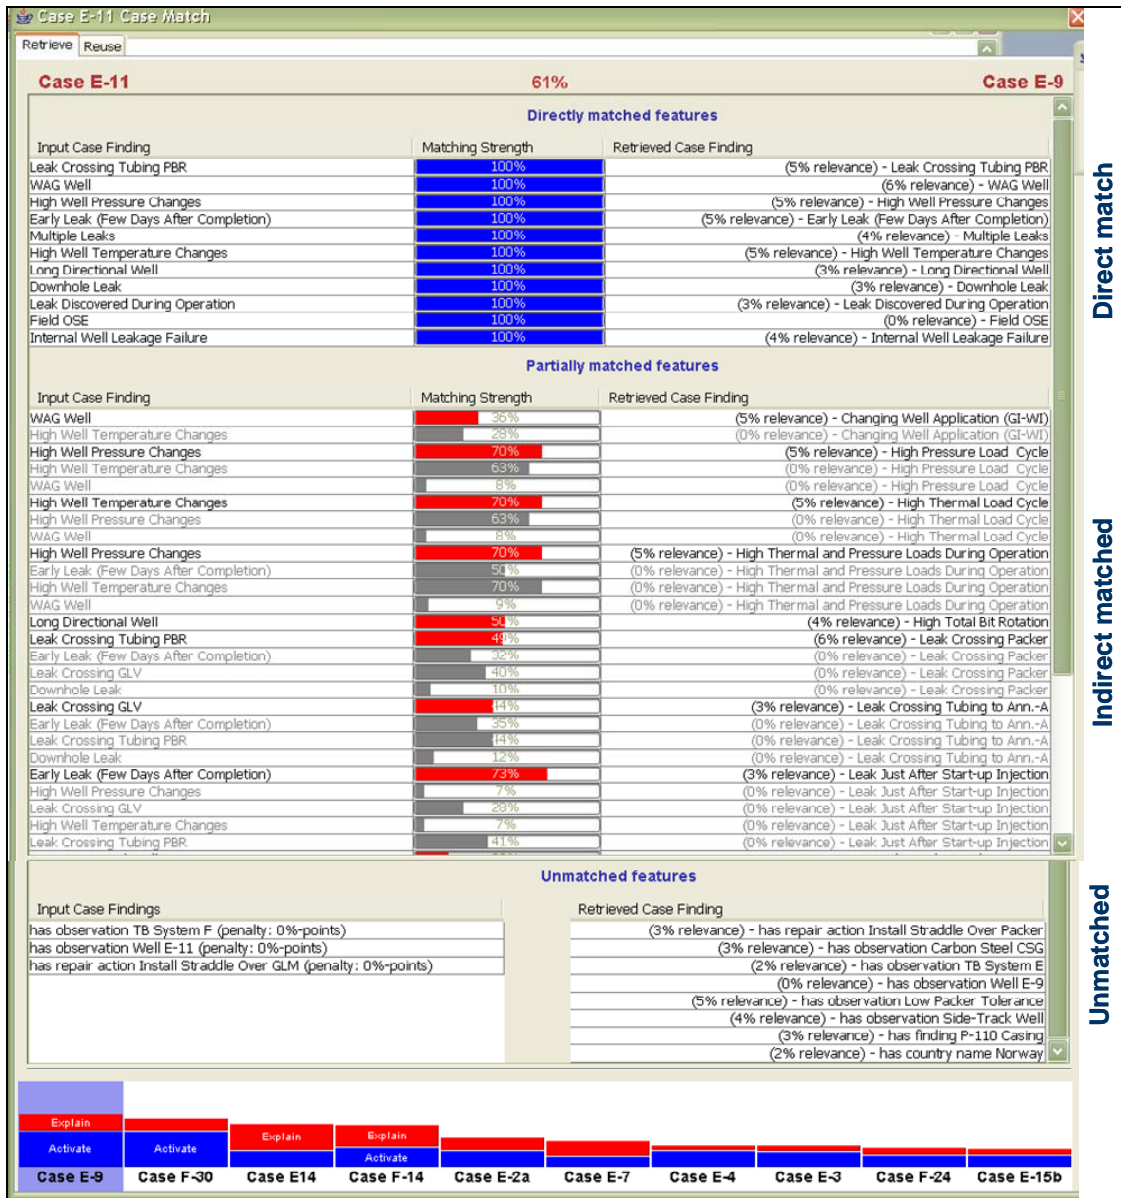 Case E-11 Case Match
Retrieve Reuse
Case E-11 61% Case E-9
Directly matched features
Input Case Finding Matching Strength Retrieved Case Finding
Leak Crossing Tubing PBR 100% (5% relevance) - Leak Crossing Tubing PBR
WAG Well 100% (6% relevance) - WAG Well
High Well Pressure Changes 100% (5% relevance) - High Well Pressure Changes
Early Leak (Few Days After Completion) 100% (5% relevance) - Early Leak (Few Days After Completion)
Multiple Leaks 100% (4% relevance) - Multiple Leaks
High Well Temperature Changes 100% (5% relevance) - High Well Temperature Changes
Long Directional Well 100% (3% relevance) - Long Directional Well
Downhole Leak 100% (3% relevance) - Downhole Leak
Leak Discovered During Operation 100% (3% relevance) - Leak Discovered During Operation
Field OSE 100% (0% relevance) - Field OSE
Internal Well Leakage Failure 100% (4% relevance) - Internal Well Leakage Failure
Direct match
Partially matched features
Input Case Finding Matching Strength Retrieved Case Finding
WAG Well 36% (5% relevance) - Changing Well Application (GI-WI)
High Well Temperature Changes 28% (0% relevance) - Changing Well Application (GI-WI)
High Well Pressure Changes 70% (5% relevance) - High Pressure Load Cycle
High Well Temperature Changes 63% (0% relevance) - High Pressure Load Cycle
WAG Well 8% (0% relevance) - High Pressure Load Cycle
High Well Temperature Changes 70% (5% relevance) - High Thermal Load Cycle
High Well Pressure Changes 63% (0% relevance) - High Thermal Load Cycle
WAG Well 8% (0% relevance) - High Thermal Load Cycle
High Well Pressure Changes 70% (5% relevance) - High Thermal and Pressure Loads During Operation
Early Leak (Few Days After Completion) 50% (0% relevance) - High Thermal and Pressure Loads During Operation
High Well Temperature Changes 70% (0% relevance) - High Thermal and Pressure Loads During Operation
WAG Well 9% (0% relevance) - High Thermal and Pressure Loads During Operation
Long Directional Well 50% (4% relevance) - High Total Bit Rotation
Leak Crossing Tubing PBR 49% (6% relevance) - Leak Crossing Packer
Early Leak (Few Days After Completion) 32% (0% relevance) - Leak Crossing Packer
Leak Crossing GLV 40% (0% relevance) - Leak Crossing Packer
Downhole Leak 10% (0% relevance) - Leak Crossing Packer
Leak Crossing GLV 44% (3% relevance) - Leak Crossing Tubing to Ann.-A
Early Leak (Few Days After Completion) 35% (0% relevance) - Leak Crossing Tubing to Ann.-A
Leak Crossing Tubing PBR 44% (0% relevance) - Leak Crossing Tubing to Ann.-A
Downhole Leak 12% (0% relevance) - Leak Crossing Tubing to Ann.-A
Early Leak (Few Days After Completion) 73% (3% relevance) - Leak Just After Start-up Injection
High Well Pressure Changes 7% (0% relevance) - Leak Just After Start-up Injection
Leak Crossing GLV 28% (0% relevance) - Leak Just After Start-up Injection
High Well Temperature Changes 7% (0% relevance) - Leak Just After Start-up Injection
Leak Crossing Tubing PBR 41% (0% relevance) - Leak Just After Start-up Injection
Indirect matched
Unmatched features
Input Case Findings Retrieved Case Finding
has observation TB System F (penalty: 0%-points) (3% relevance) - has repair action Install Straddle Over Packer
has observation Well E-11 (penalty: 0%-points) (3% relevance) - has observation Carbon Steel CSG
has repair action Install Straddle Over GLM (penalty: 0%-points) (2% relevance) - has observation TB System E
(0% relevance) - has observation Well E-9
(5% relevance) - has observation Low Packer Tolerance
(4% relevance) - has observation Side-Track Well
(3% relevance) - has finding P-110 Casing
(2% relevance) - has country name Norway
Unmatched
Explain Explain Explain
Activate Activate Activate
Case E-9 Case F-30 Case E14 Case F-14 Case E-2a Case E-7 Case E-4 Case E-3 Case F-24 Case E-15b